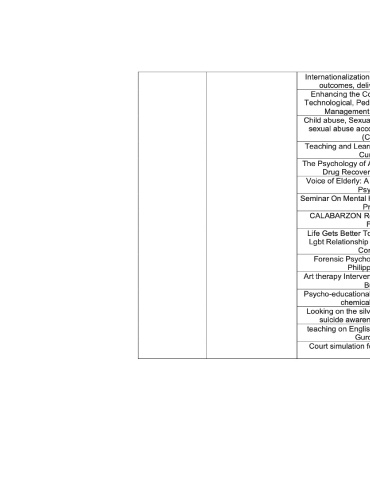 Internationalization
outcomes, deli
Enhancing the Co
Technological, Ped
Management
Child abuse, Sexua
sexual abuse acco
(C
Teaching and Lear
Cu
The Psychology of A
Drug Recover
Voice of Elderly: A
Psy
Seminar On Mental
Pr
CALABARZON R
F
Life Gets Better To
Lgbt Relationship
Co
Forensic Psycho
Philipp
Art therapy Interver
B
Psycho-educationa
chemica
Looking on the silv
suicide awaren
teaching on Englis
Guro
Court simulation f